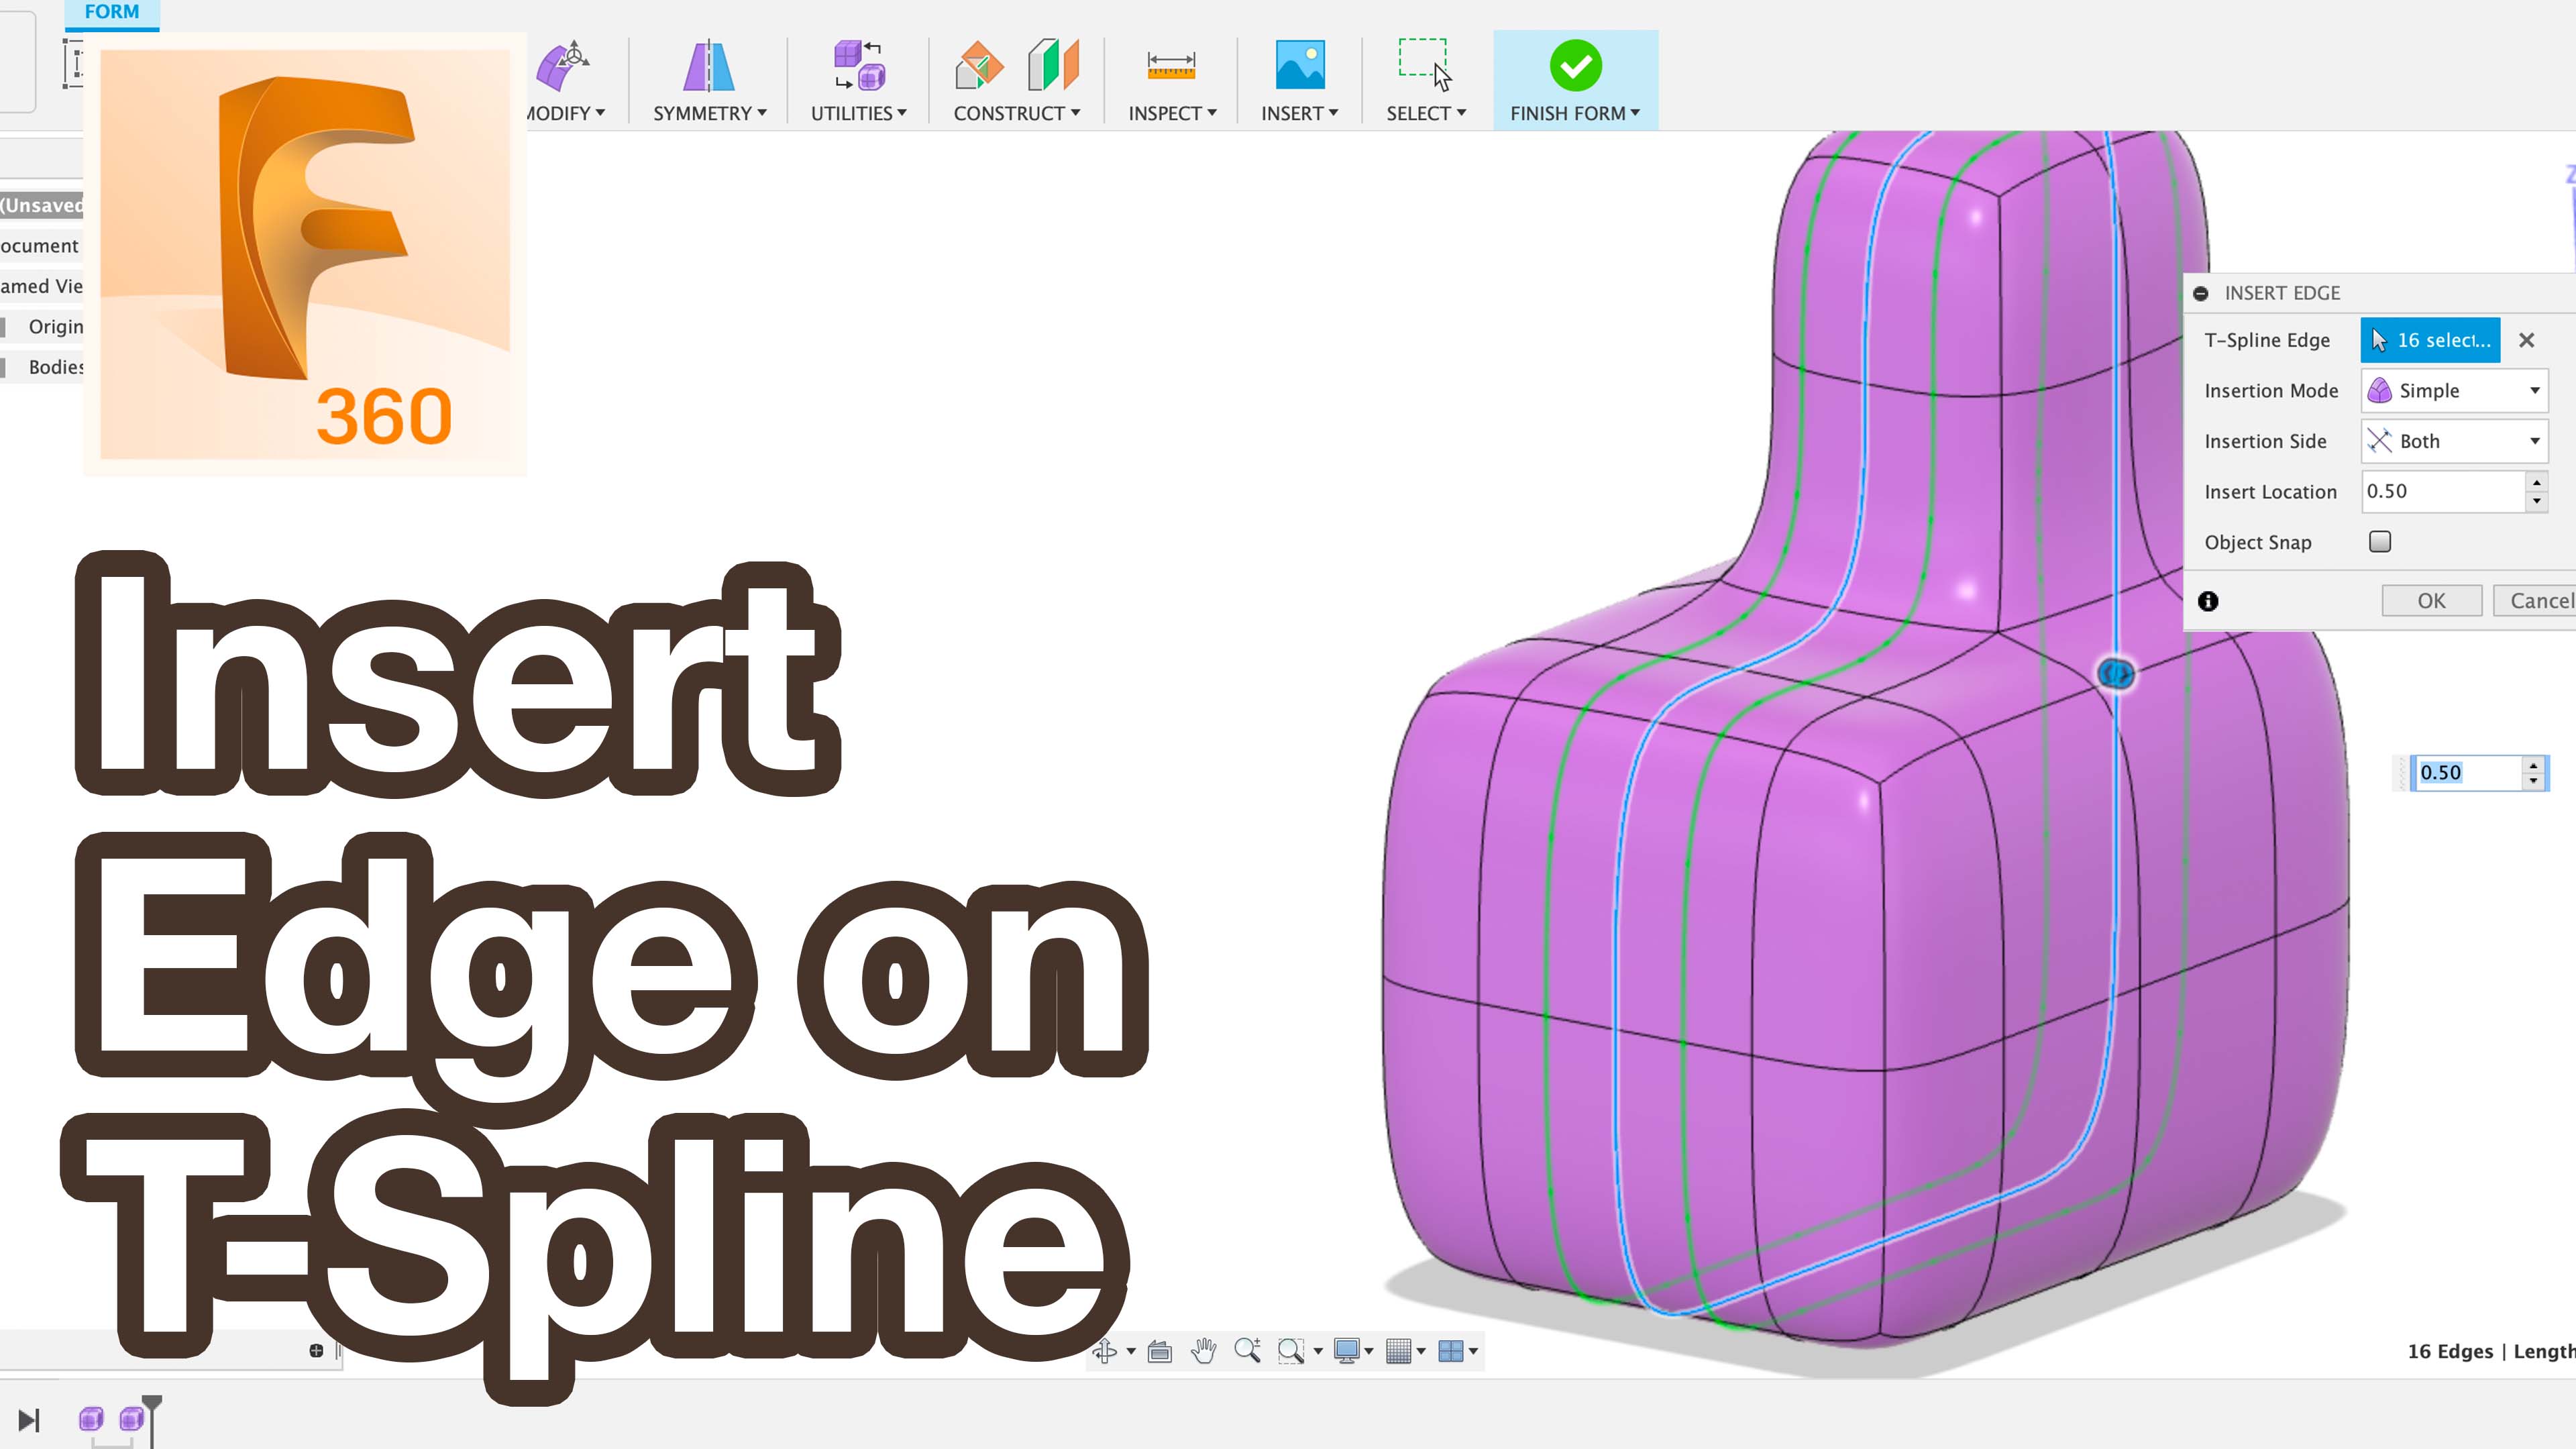 FORM
MODIFY
SYMMETRY
UTILITIES
CONSTRUCT
INSPECT
INSERT
SELECT
FINISH FORM
(Unsaved
ocument
amed Vie
Origin
Bodies
360
Insert
Edge on
T-Spline
Z
INSERT EDGE
T-Spline Edge
16 select...
Insertion Mode
Simple
Insertion Side
Both
Insert Location
0.50
Object Snap
OK
Cancel
0.50
16 Edges | Length